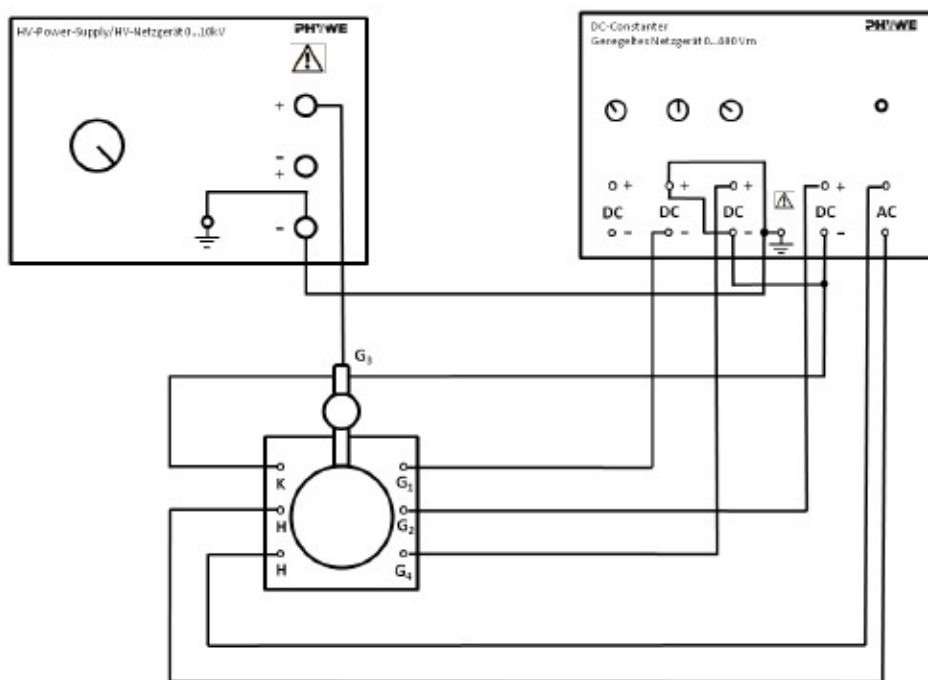 HV-Power-Supply/HV-Netzgerät 0...10kV
PHYWE
+
-
+
-
DC-Constanter
PHYWE
Geregeltes Netzgerät 0...600 Vm
+ + + +
DC DC DC DC AC
- - - -
G3
K G1
H G2
H G4